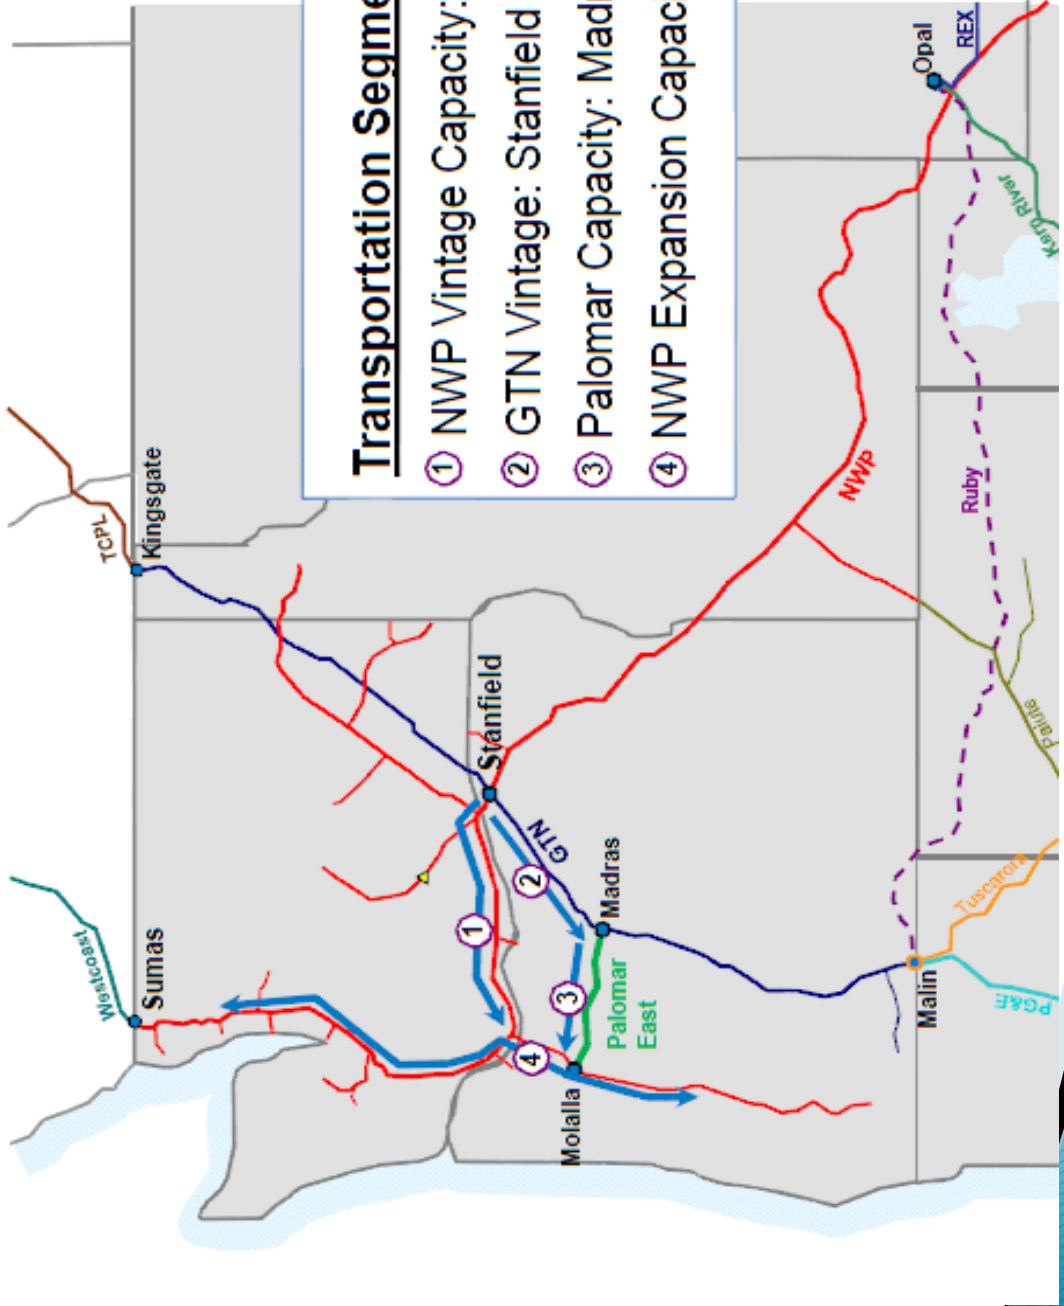 Transportation Segme
① NWP Vintage Capacity:
② GTN Vintage: Stanfield
③ Palomar Capacity: Mad
④ NWP Expansion Capac
Westcoast
Sumas
TCPL
Kingsgate
Stanfield
GTN
1
2
3
4
Madras
Palomar
East
Molalla
Malin
PG&E
Tuscarora
Paiute
Ruby
NWP
Kern River
Opal
REX